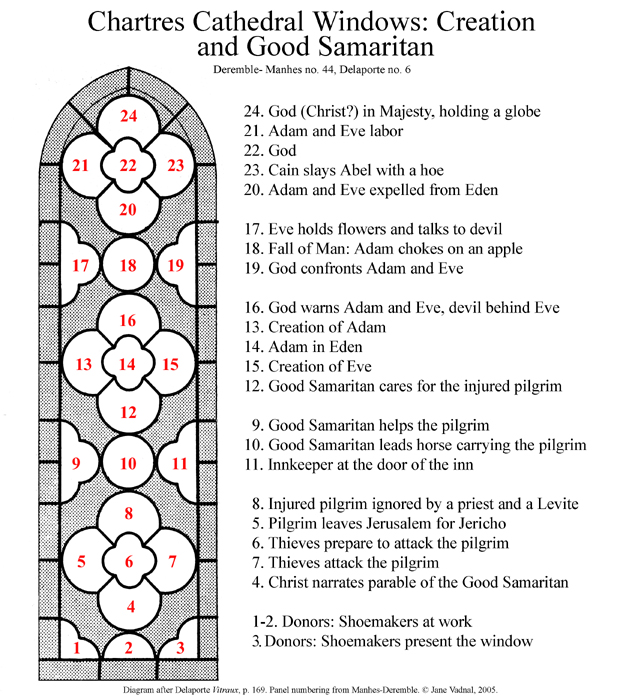 Chartres Cathedral Windows: Creation
and Good Samaritan
Deremble- Manhes no. 44, Delaporte no. 6
24
21 22 23
20
17 18 19
16
13 14 15
12
9 10 11
8
5 6 7
4
1 2 3
24. God (Christ?) in Majesty, holding a globe
21. Adam and Eve labor
22. God
23. Cain slays Abel with a hoe
20. Adam and Eve expelled from Eden
17. Eve holds flowers and talks to devil
18. Fall of Man: Adam chokes on an apple
19. God confronts Adam and Eve
16. God warns Adam and Eve, devil behind Eve
13. Creation of Adam
14. Adam in Eden
15. Creation of Eve
12. Good Samaritan cares for the injured pilgrim
9. Good Samaritan helps the pilgrim
10. Good Samaritan leads horse carrying the pilgrim
11. Innkeeper at the door of the inn
8. Injured pilgrim ignored by a priest and a Levite
5. Pilgrim leaves Jerusalem for Jericho
6. Thieves prepare to attack the pilgrim
7. Thieves attack the pilgrim
4. Christ narrates parable of the Good Samaritan
1-2. Donors: Shoemakers at work
3. Donors: Shoemakers present the window
Diagram after Delaporte Vitraux, p. 169. Panel numbering from Manhes-Deremble. © Jane Vadnal, 2005.